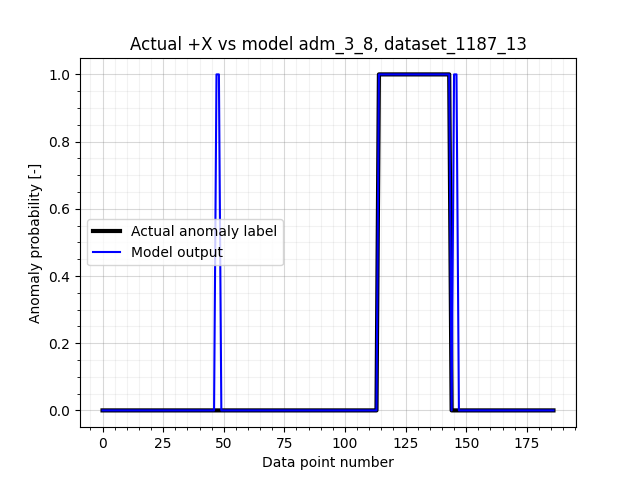 Actual +X vs model adm_3_8, dataset_1187_13
Anomaly probability [-]
1.0
0.8
0.6
0.4
0.2
0.0
Actual anomaly label
Model output
0 25 50 75 100 125 150 175
Data point number